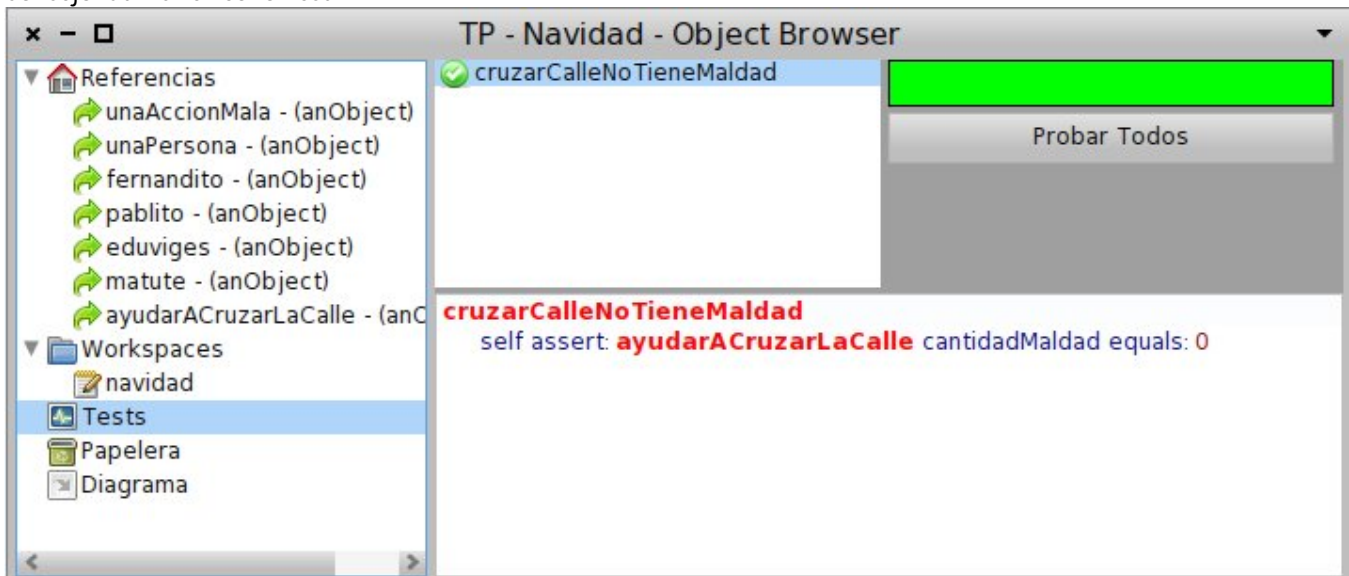 TP - Navidad - Object Browser
Referencias
unaAccionMala - (anObject)
unaPersona - (anObject)
fernandito - (anObject)
pablito - (anObject)
eduviges - (anObject)
matute - (anObject)
ayudarACruzarLaCalle - (anO
Workspaces
navidad
Tests
Papelera
Diagrama
cruzarCalleNoTieneMaldad
Probar Todos
cruzarCalleNoTieneMaldad
self assert: ayudarACruzarLaCalle cantidadMaldad equals: 0